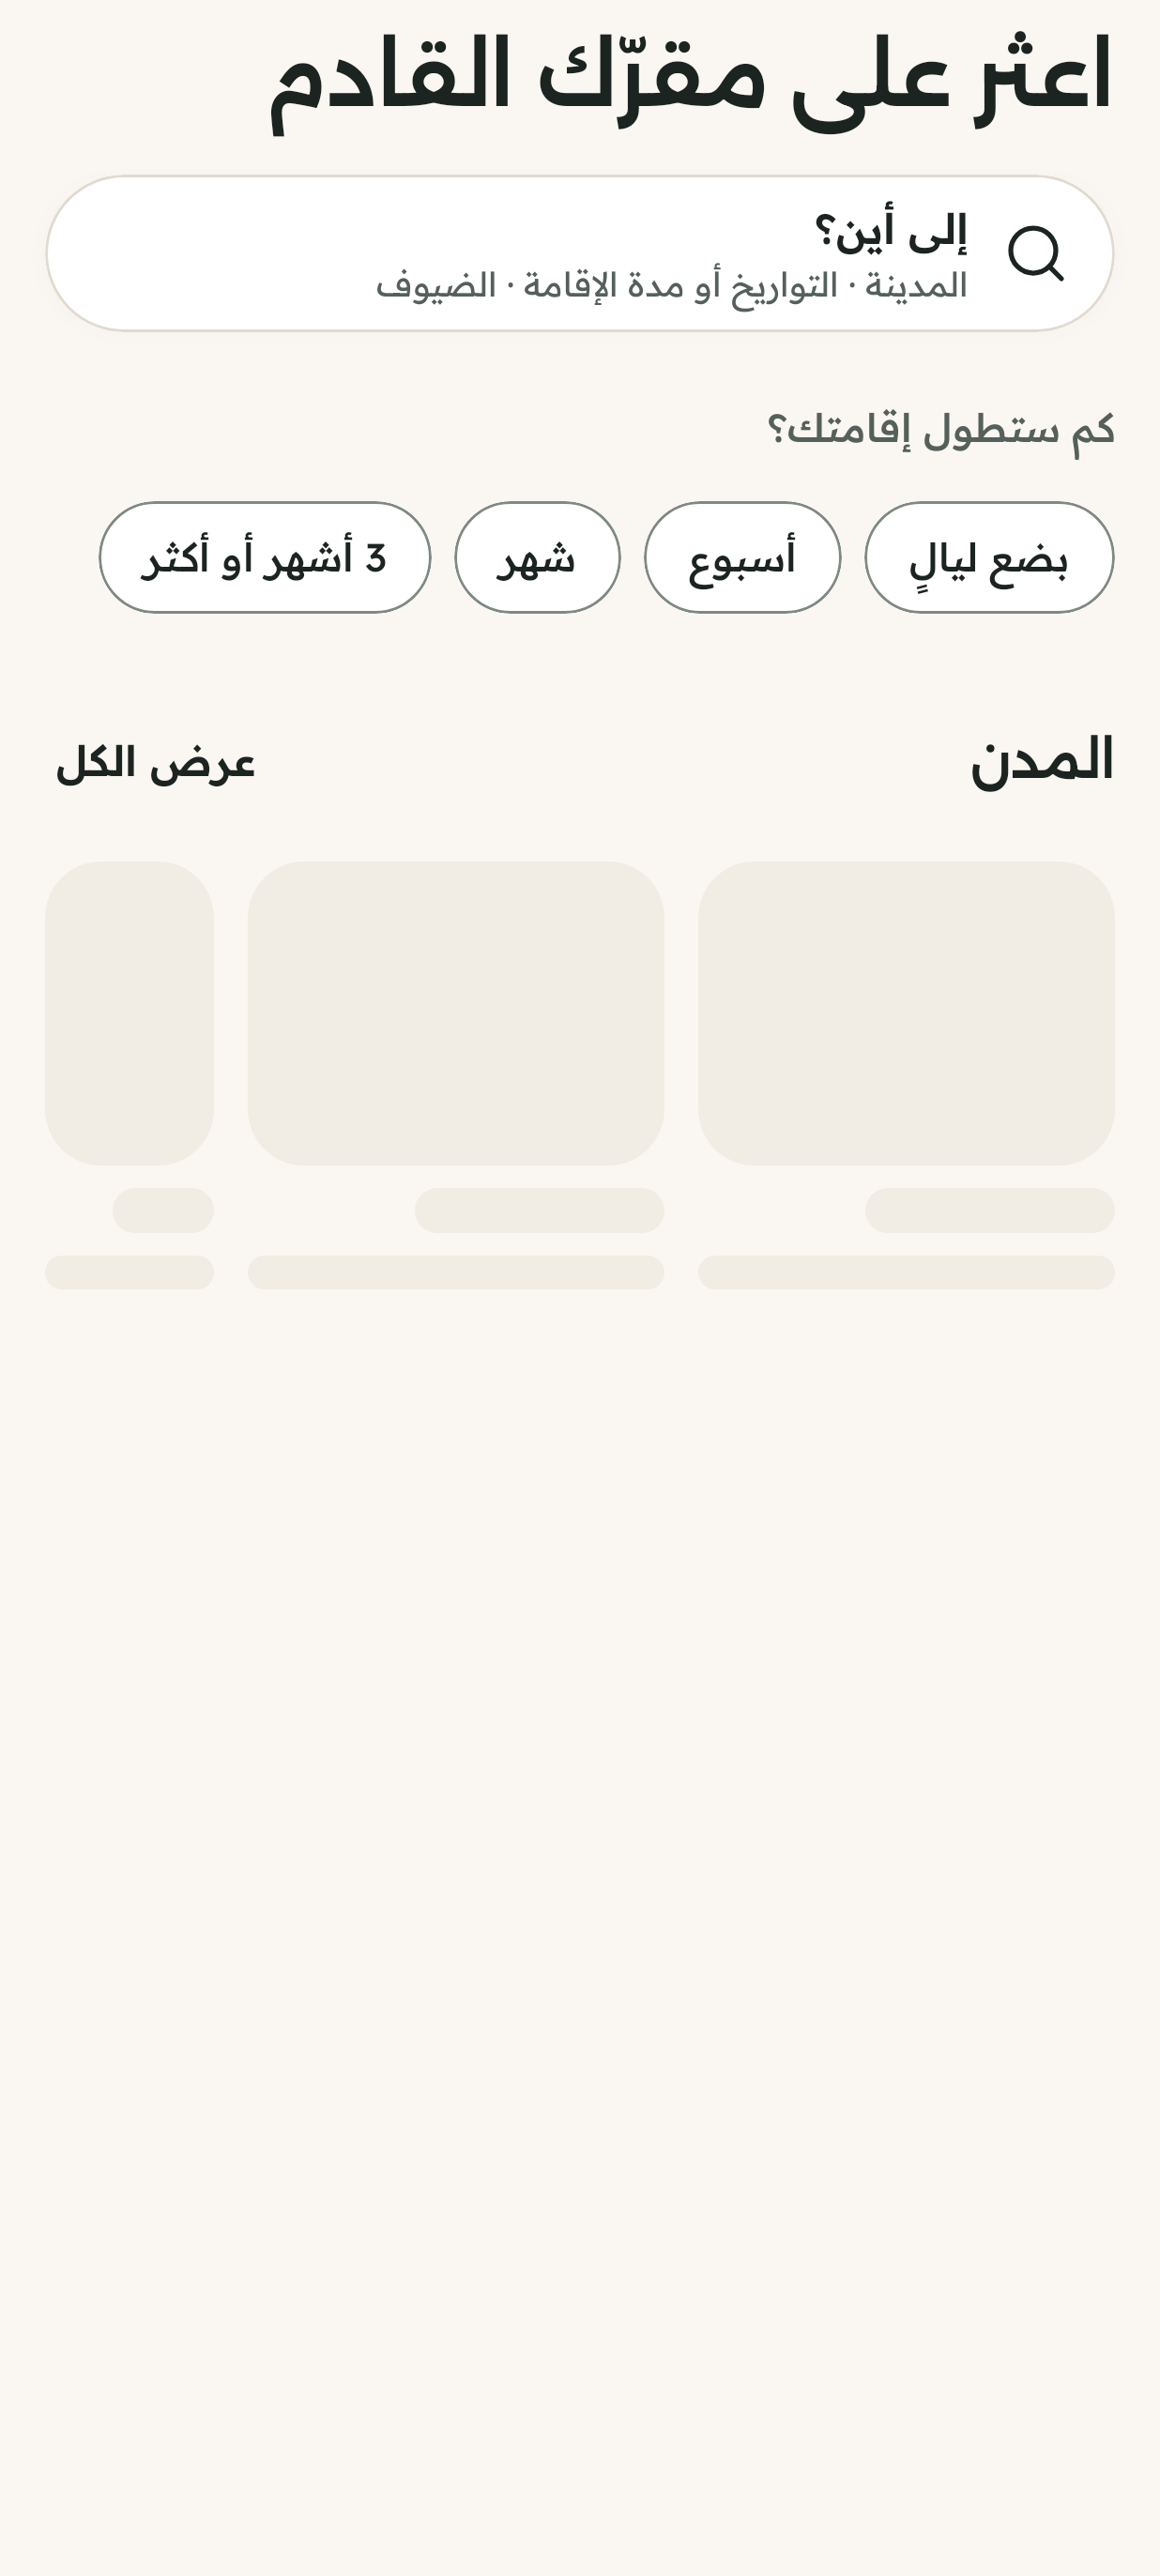 اعثر على مقرّك القادم
إلى أين؟
المدينة · التواريخ أو مدة الإقامة · الضيوف
كم ستطول إقامتك؟
بضع ليالٍ
أسبوع
شهر
3 أشهر أو أكثر
المدن
عرض الكل